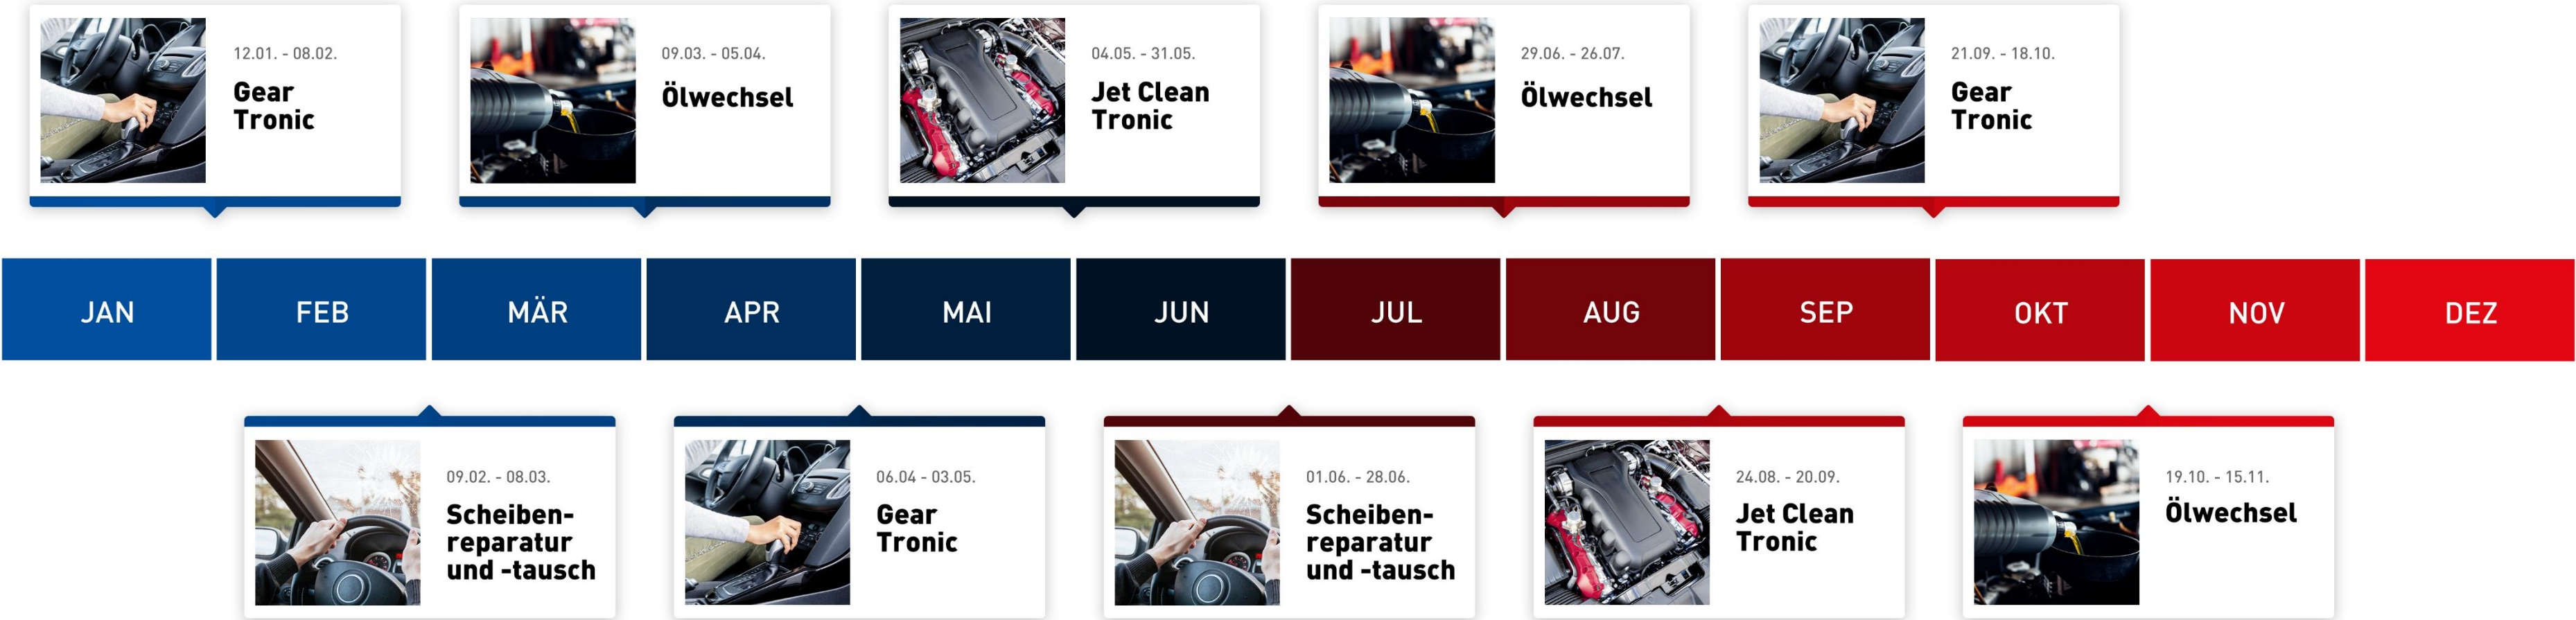 12.01. - 08.02.
Gear
Tronic
09.03. - 05.04.
Ölwechsel
04.05. - 31.05.
Jet Clean
Tronic
29.06. - 26.07.
Ölwechsel
21.09. - 18.10.
Gear
Tronic
JAN FEB MÄR APR MAI JUN JUL AUG SEP OKT NOV DEZ
09.02. - 08.03.
Scheiben-
reparatur
und -tausch
06.04 - 03.05.
Gear
Tronic
01.06. - 28.06.
Scheiben-
reparatur
und -tausch
24.08. - 20.09.
Jet Clean
Tronic
19.10. - 15.11.
Ölwechsel